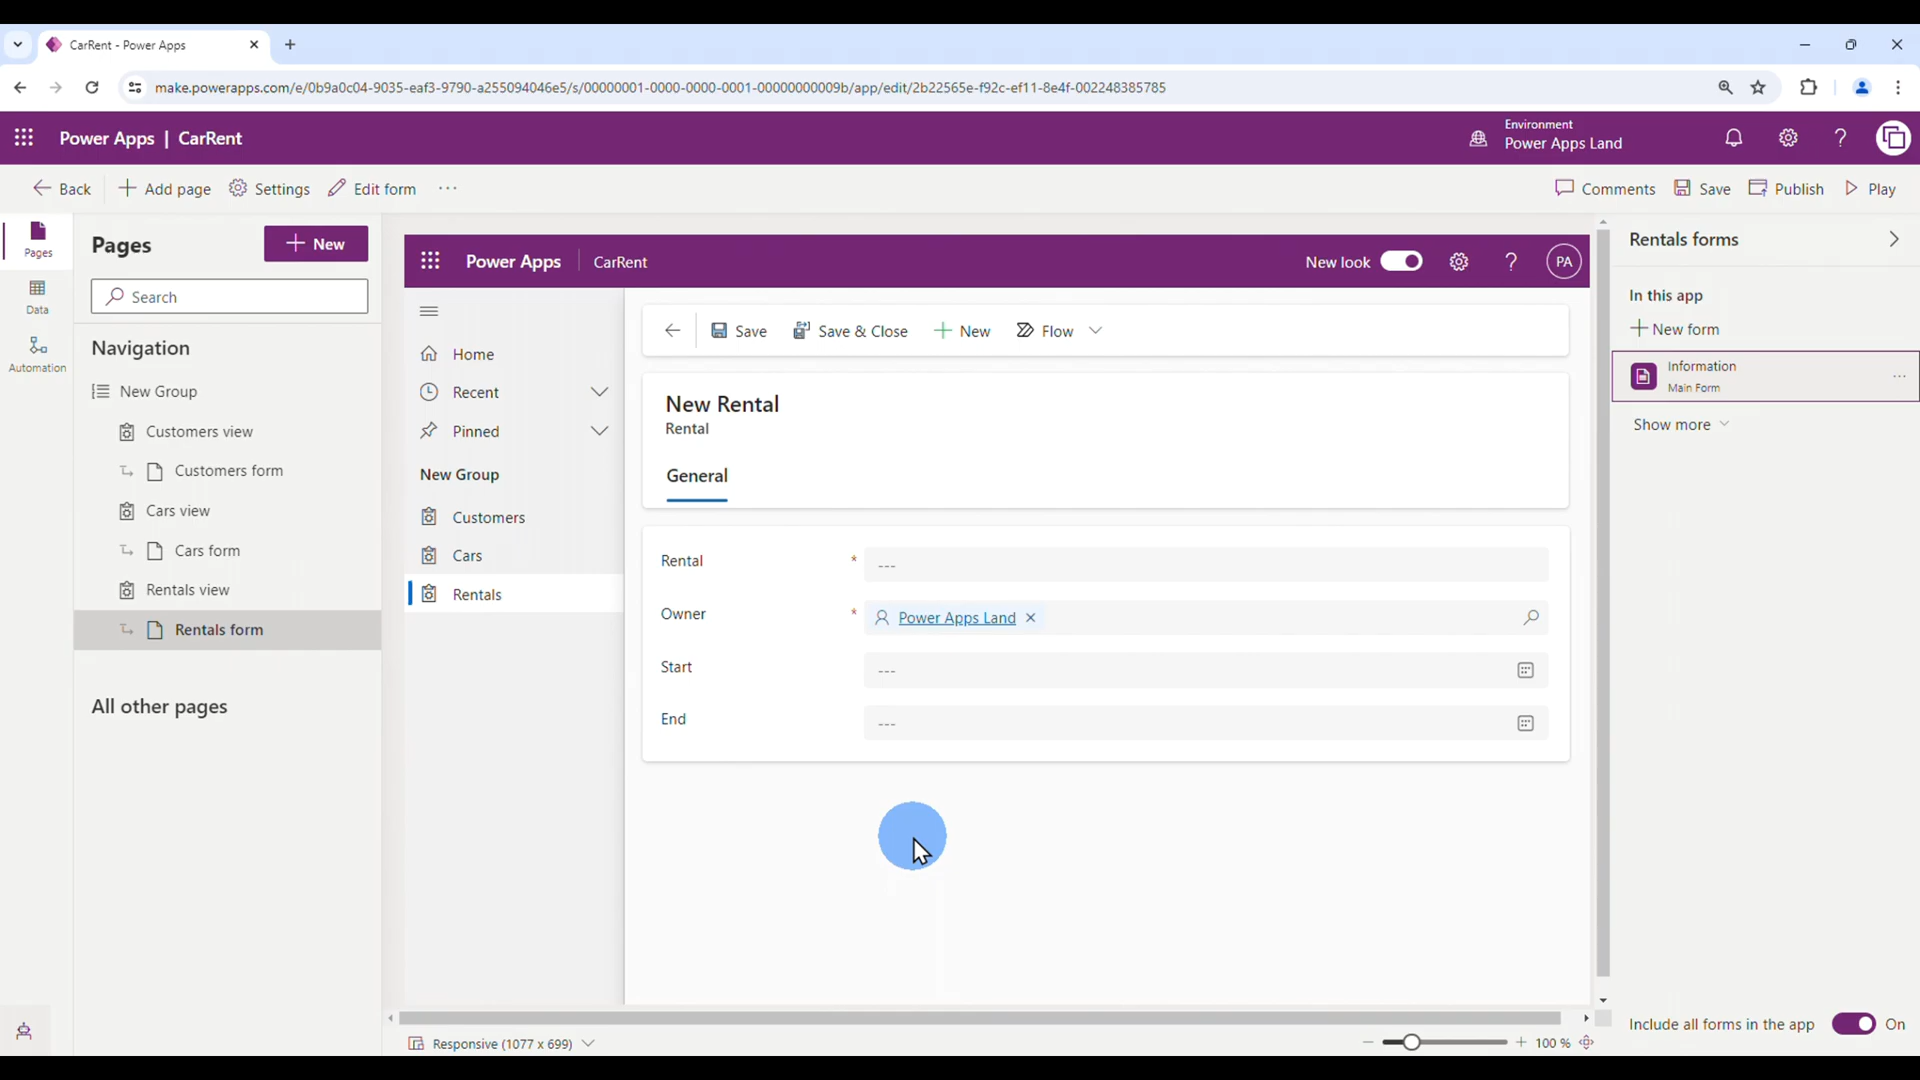 CarRent - Power Apps
make.powerapps.com/e/0b9a0c04-9035-eaf3-9790-a255094046e5/s/00000001-0000-0000-0001-00000000009b/app/edit/2b22565e-f92c-ef11-8e4f-002248385785
Power Apps | CarRent
Environment
Power Apps Land
Back
Add page
Settings
Edit form
Comments
Save
Publish
Play
Pages
Data
Automation
Pages
New
Search
Navigation
New Group
Customers view
Customers form
Cars view
Cars form
Rentals view
Rentals form
All other pages
Power Apps
CarRent
New look
PA
Home
Recent
Pinned
New Group
Customers
Cars
Rentals
Save
Save & Close
New
Flow
New Rental
Rental
General
Rental * ---
Owner * Power Apps Land
Start ---
End ---
Responsive (1077 x 699)
100 %
Rentals forms
In this app
New form
Information
Main Form
Show more
Include all forms in the app
On